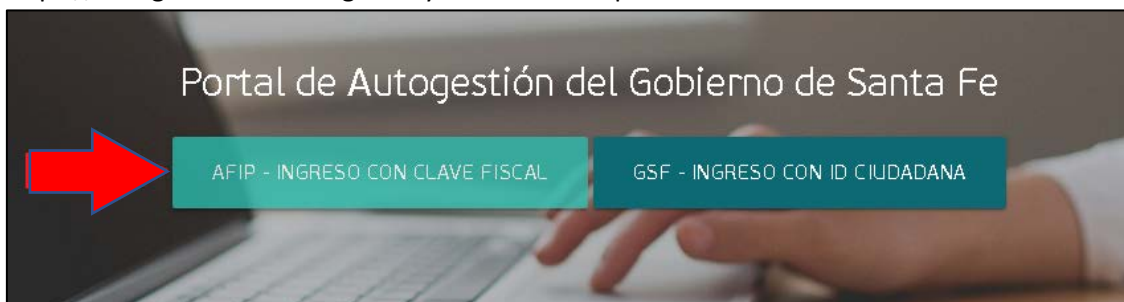 Portal de Autogestión del Gobierno de Santa Fe
AFIP - INGRESO CON CLAVE FISCAL
GSF - INGRESO CON ID CIUDADANA